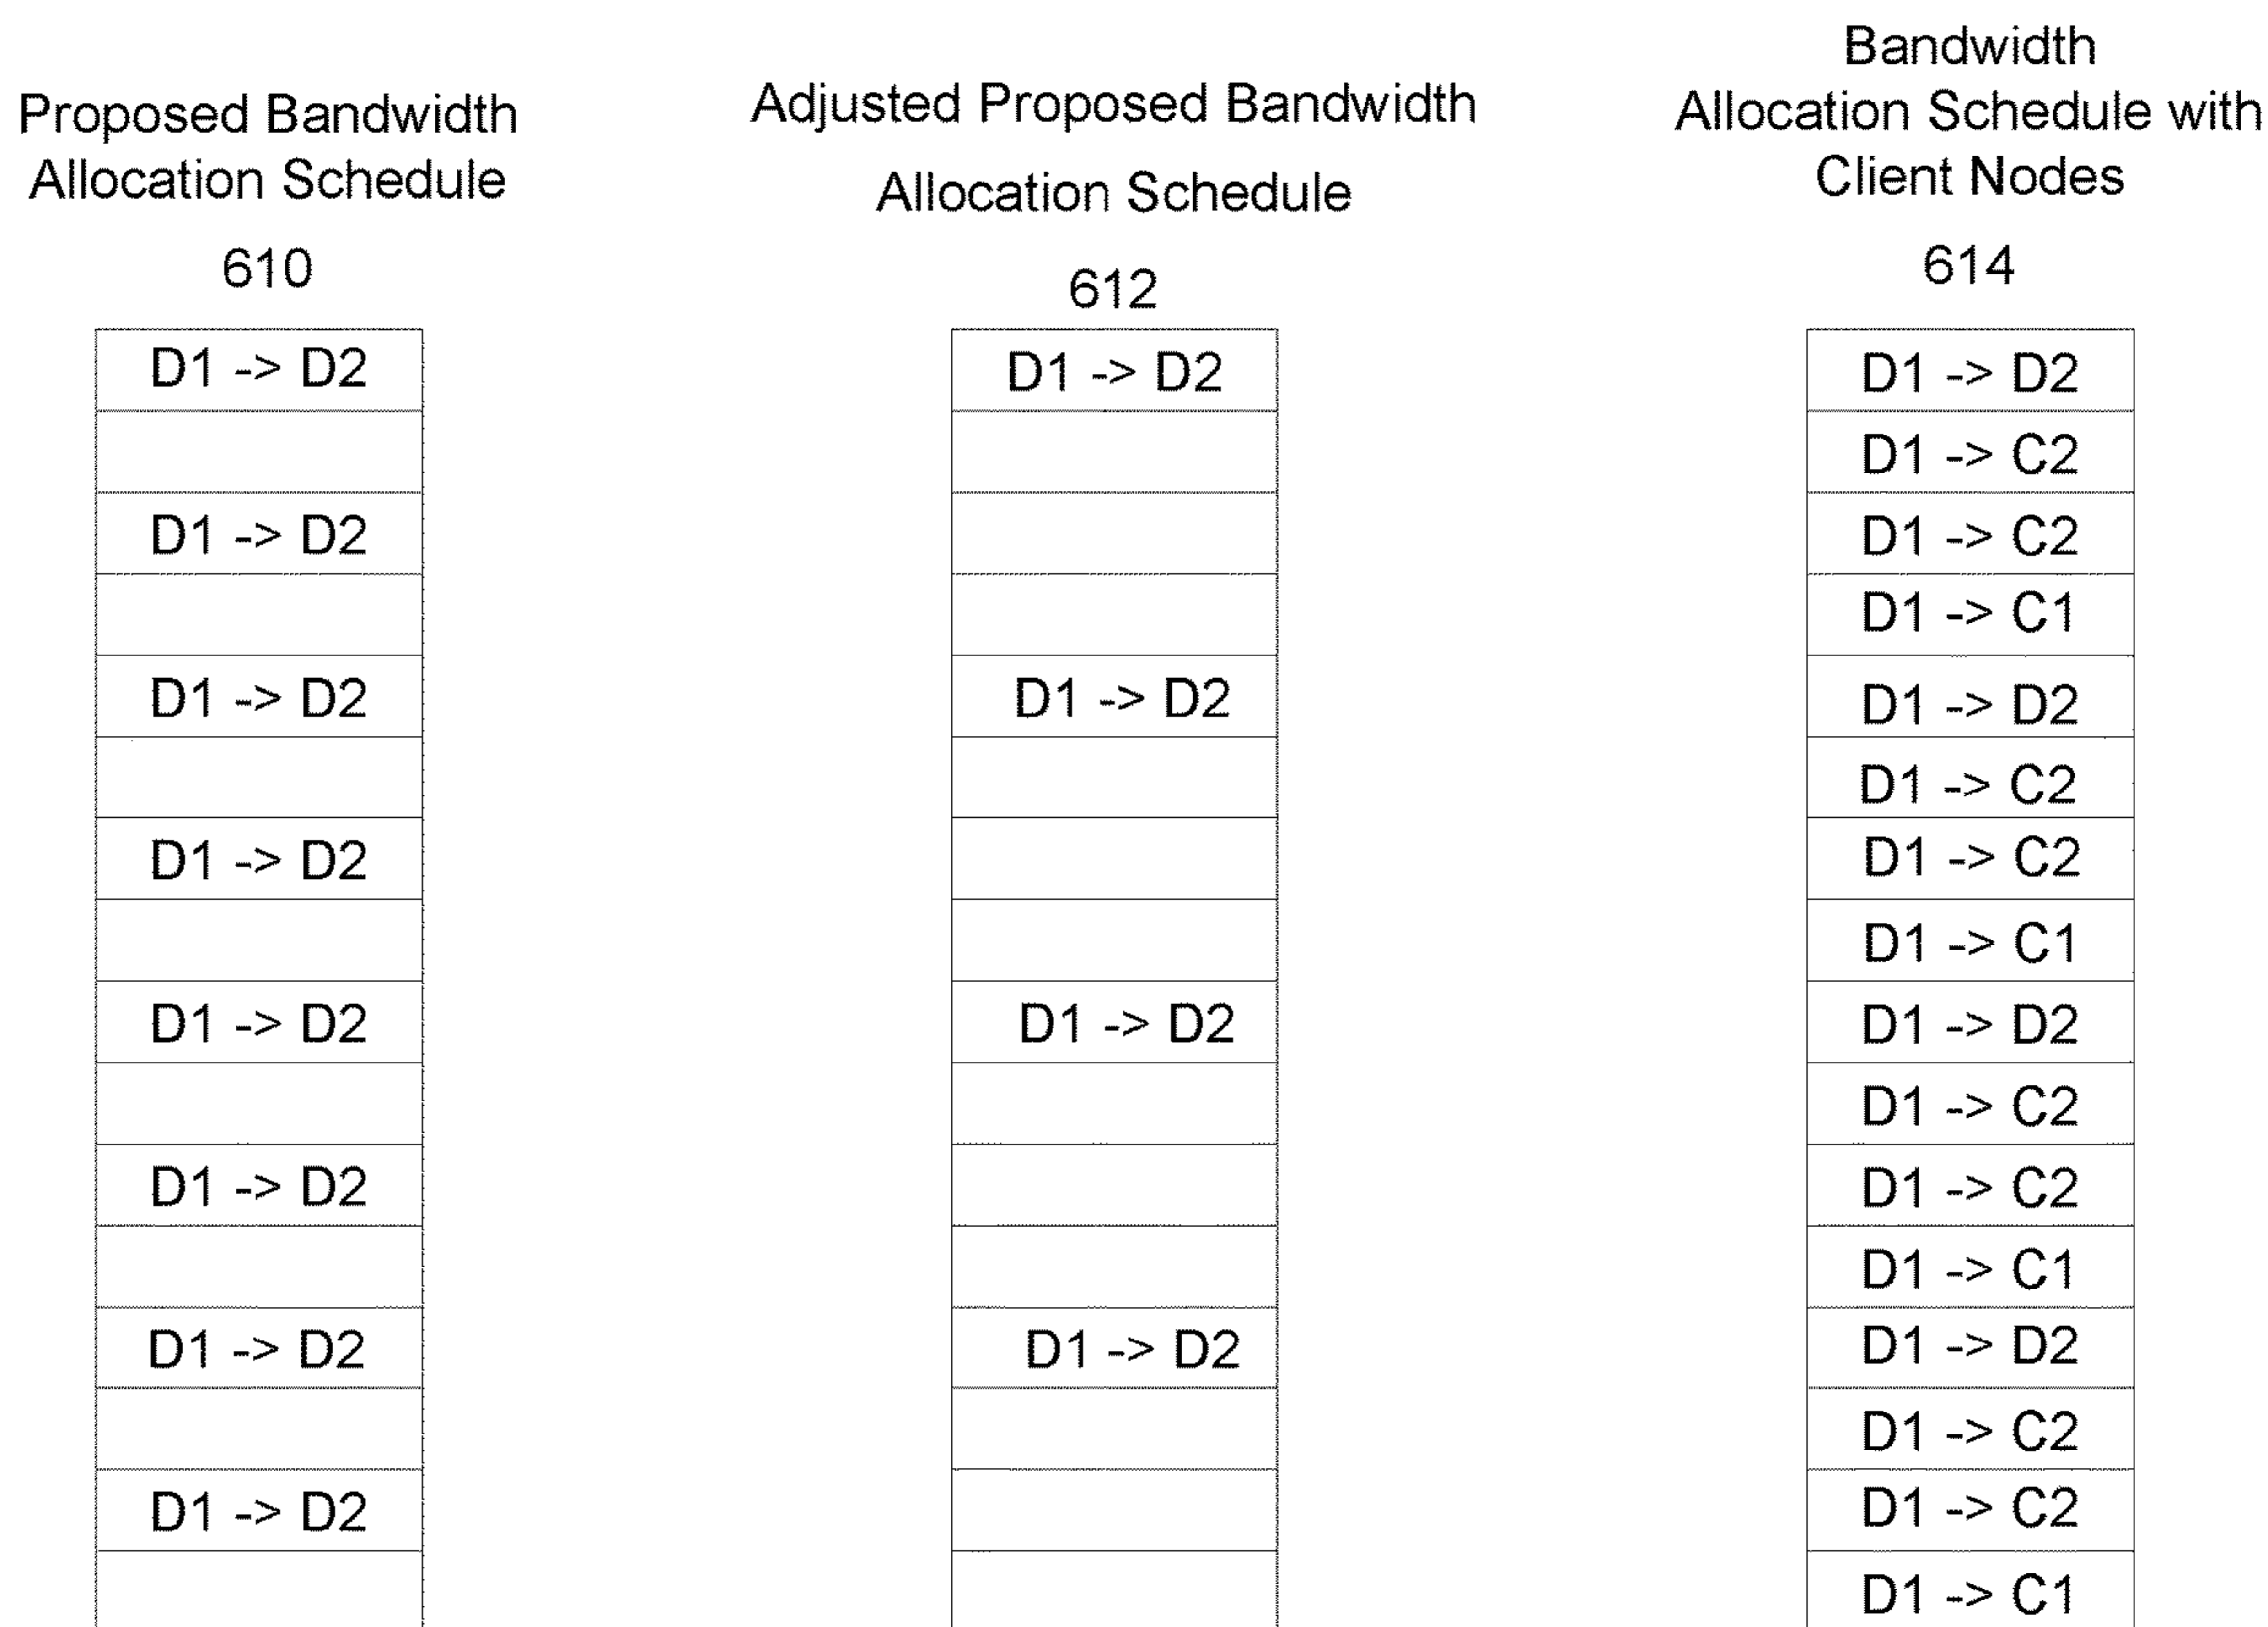 Proposed Bandwidth
Allocation Schedule
610
D1 -> D2
D1 -> D2
D1 -> D2
D1 -> D2
D1 -> D2
D1 -> D2
D1 -> D2
D1 -> D2
Adjusted Proposed Bandwidth
Allocation Schedule
612
D1 -> D2
D1 -> D2
D1 -> D2
D1 -> D2
Bandwidth
Allocation Schedule with
Client Nodes
614
D1 -> D2
D1 -> C2
D1 -> C2
D1 -> C1
D1 -> D2
D1 -> C2
D1 -> C2
D1 -> C1
D1 -> D2
D1 -> C2
D1 -> C2
D1 -> C1
D1 -> D2
D1 -> C2
D1 -> C2
D1 -> C1